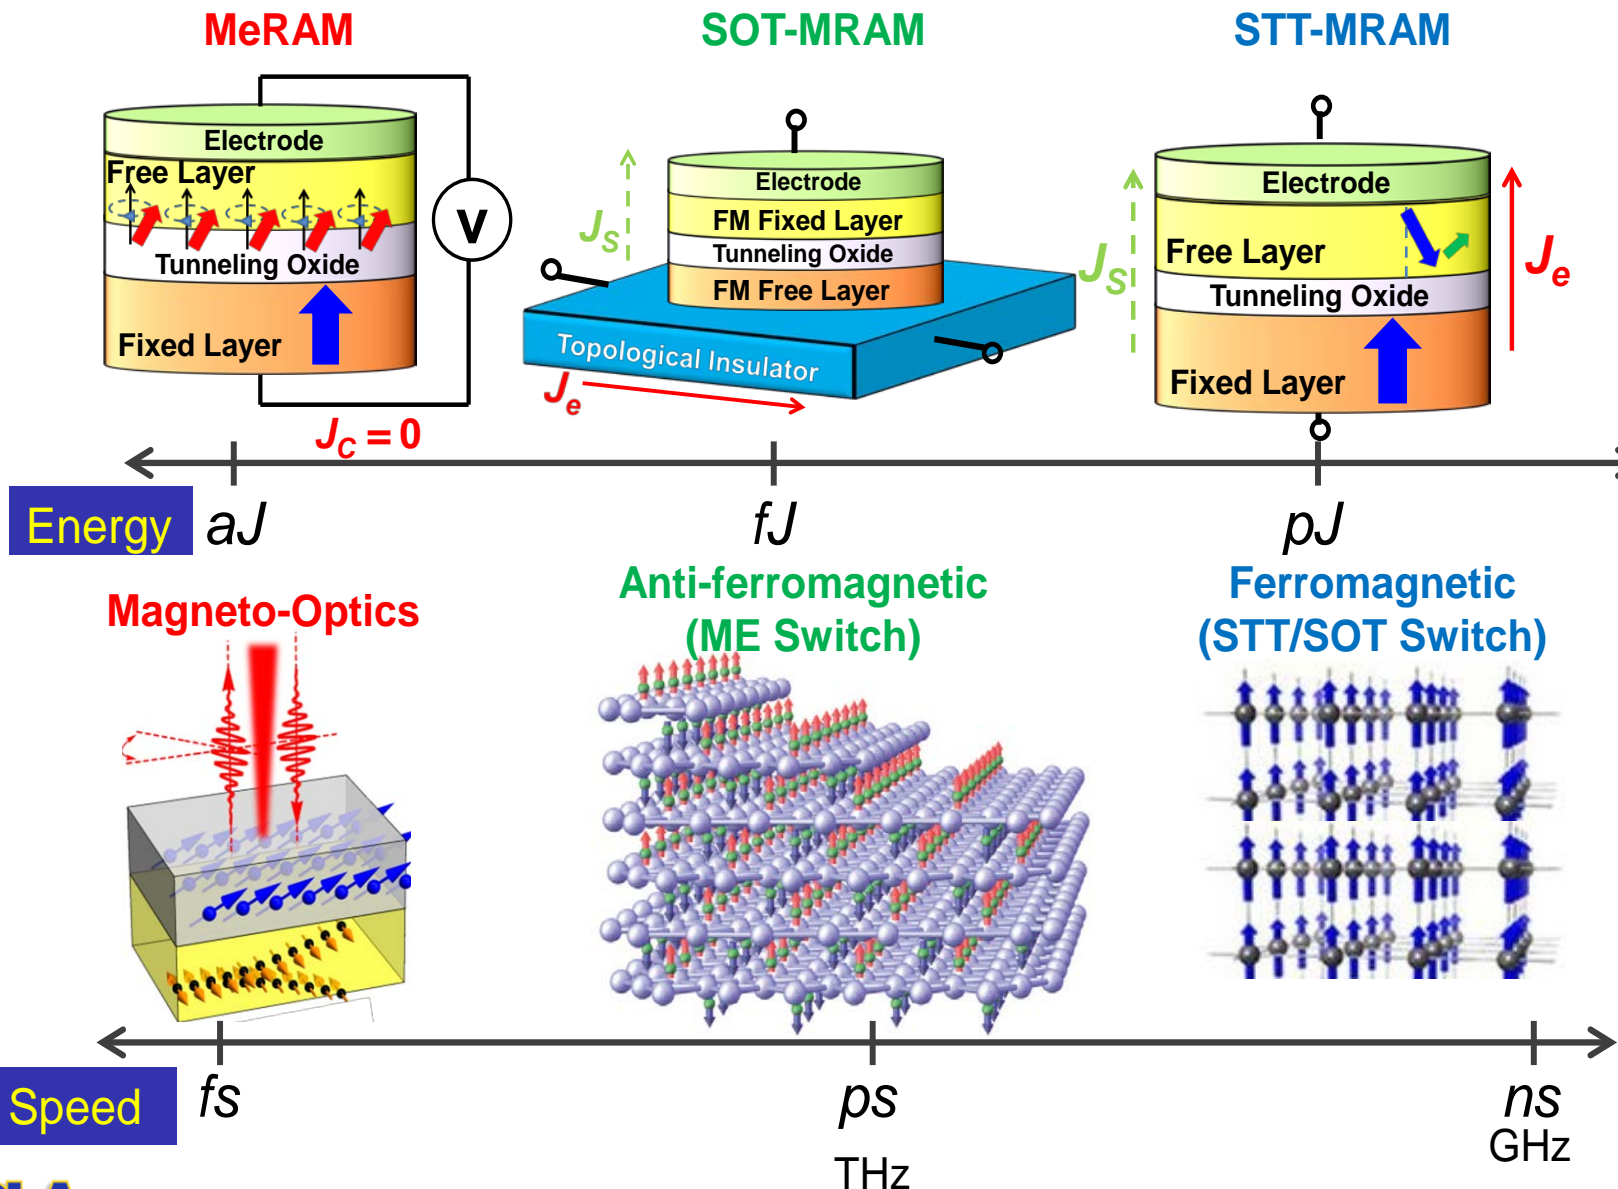 MeRAM
SOT-MRAM
STT-MRAM
Electrode
Free Layer
Tunneling Oxide
Fixed Layer
V
J_C = 0
J_S
Electrode
FM Fixed Layer
Tunneling Oxide
FM Free Layer
Topological Insulator
J_e
J_S
Electrode
Free Layer
Tunneling Oxide
Fixed Layer
J_e
Energy
aJ
fJ
pJ
Magneto-Optics
Anti-ferromagnetic
(ME Switch)
Ferromagnetic
(STT/SOT Switch)
Speed
fs
ps
THz
ns
GHz